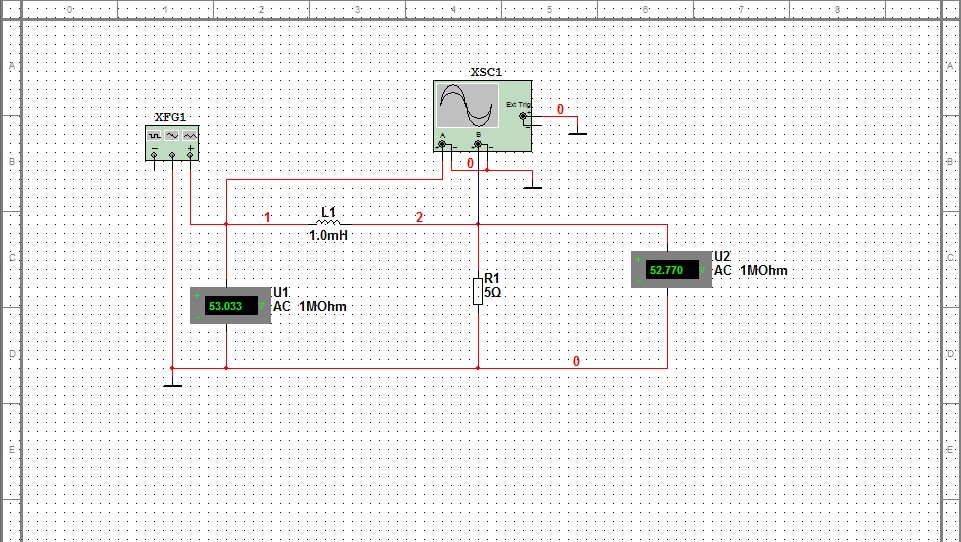 0 1 2 3 4 5 6 7 8
A A
XSC1
Ext Trig
+
0
−
XFG1
A B
+ − + −
B B
− +
0
L1
1 2
1.0mH
C C
U2
+ 52.770 V AC 1MOhm
−
R1
5Ω
U1
+ 53.033 V AC 1MOhm
−
D D
0
E E